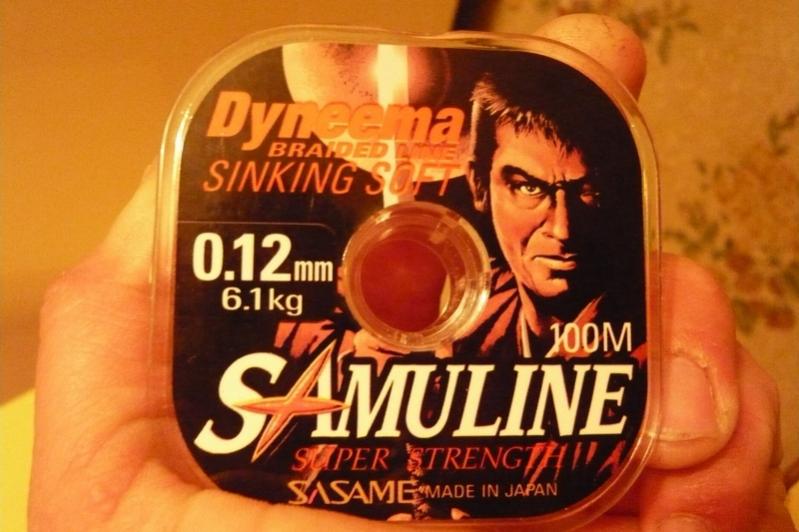 Dyneema
BRAIDED LINE
SINKING SOFT
0.12mm
6.1kg
100M
SAMULINE
SUPER STRENGTH
SASAME MADE IN JAPAN